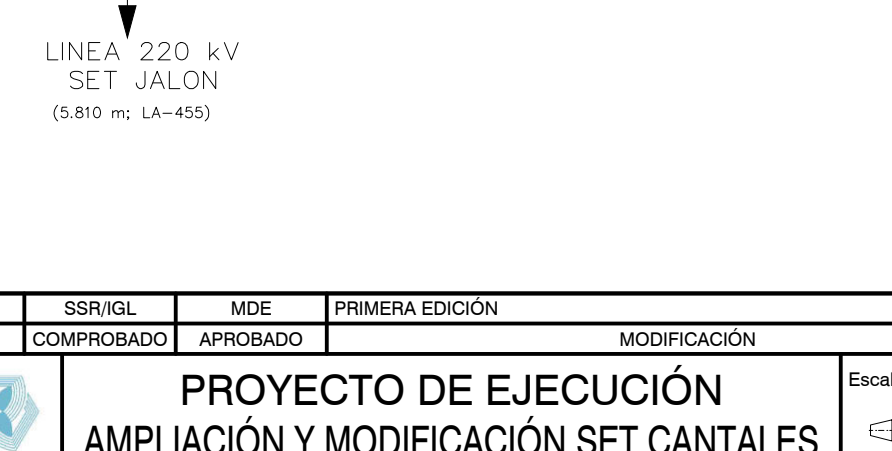 LINEA 220 kV
SET JALON
(5.810 m; LA-455)
SSR/IGL MDE PRIMERA EDICIÓN
COMPROBADO APROBADO MODIFICACIÓN
PROYECTO DE EJECUCIÓN
AMPLIACIÓN Y MODIFICACIÓN SET CANTALES